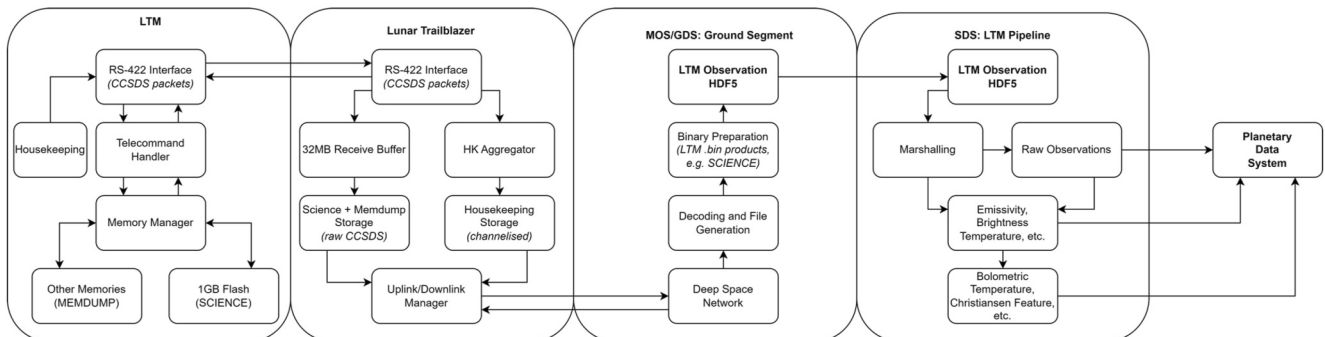 LTM
RS-422 Interface
(CCSDS packets)
Housekeeping
Telecommand
Handler
Memory Manager
Other Memories
(MEMDUMP)
1GB Flash
(SCIENCE)
Lunar Trailblazer
RS-422 Interface
(CCSDS packets)
32MB Receive Buffer
HK Aggregator
Science + Memdump
Storage
(raw CCSDS)
Housekeeping
Storage
(channelised)
Uplink/Downlink
Manager
MOS/GDS: Ground Segment
LTM Observation
HDF5
Binary Preparation
(LTM .bin products,
e.g. SCIENCE)
Decoding and File
Generation
Deep Space
Network
SDS: LTM Pipeline
LTM Observation
HDF5
Marshalling
Raw Observations
Emissivity,
Brightness
Temperature, etc.
Bolometric
Temperature,
Christiansen Feature,
etc.
Planetary
Data
System